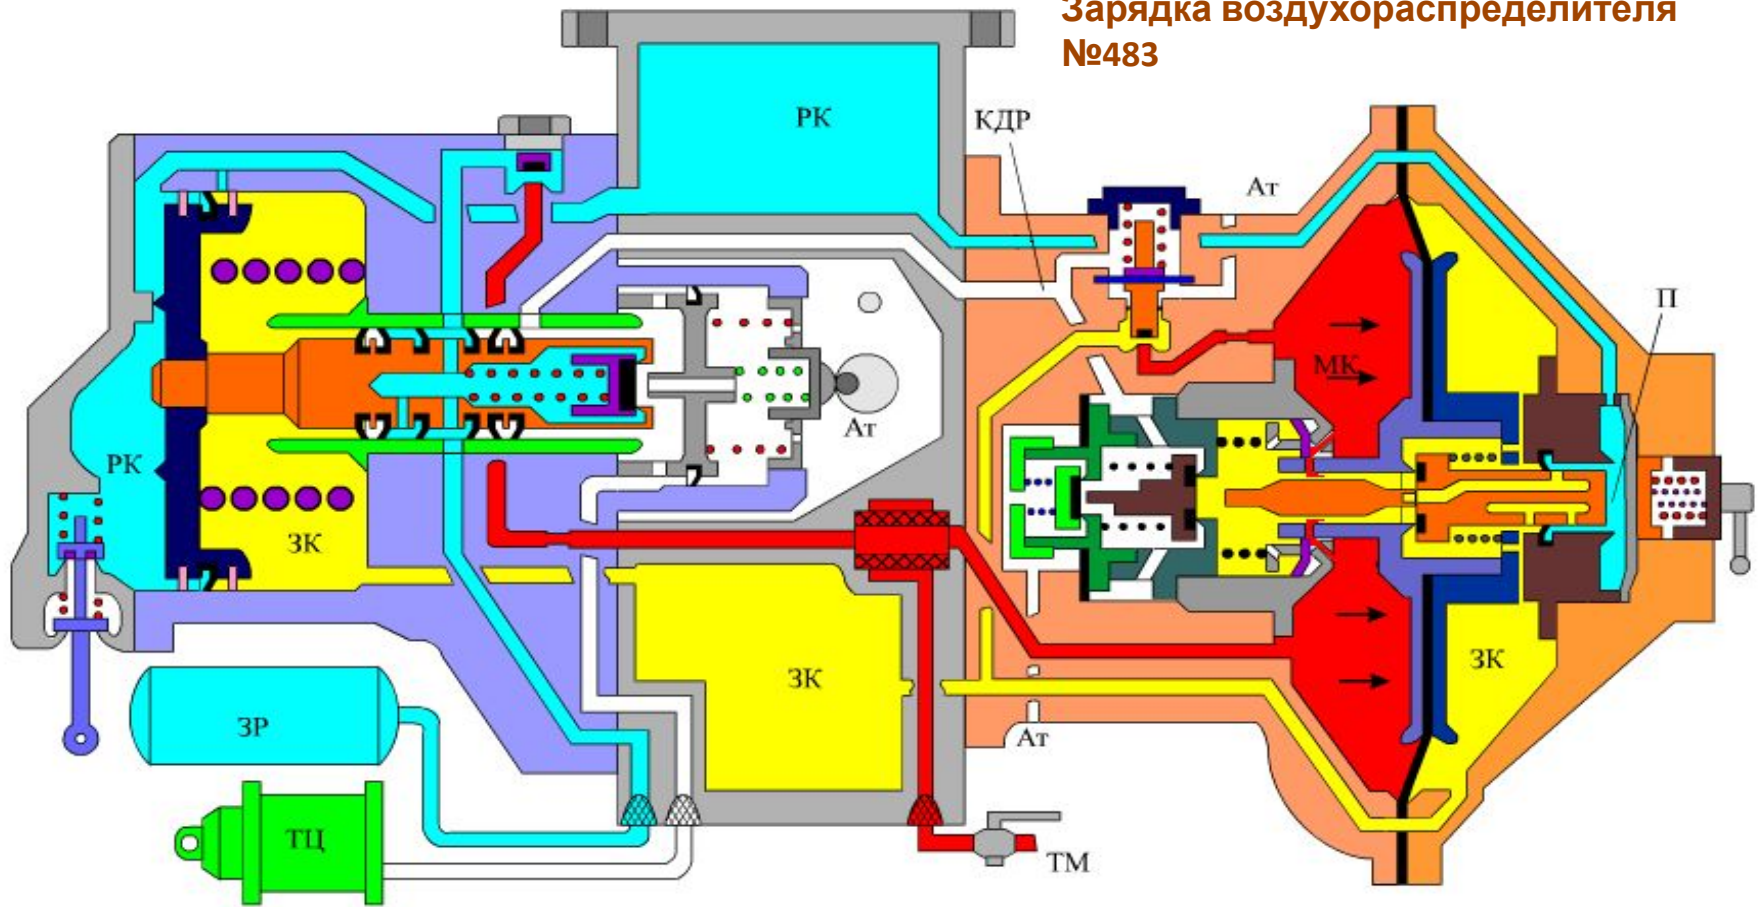 Зарядка воздухораспределителя
№483
РК
КДР
Ат
П
МК
Ат
РК
ЗК
ЗК
ЗК
ЗР
Ат
ТЦ
ТМ